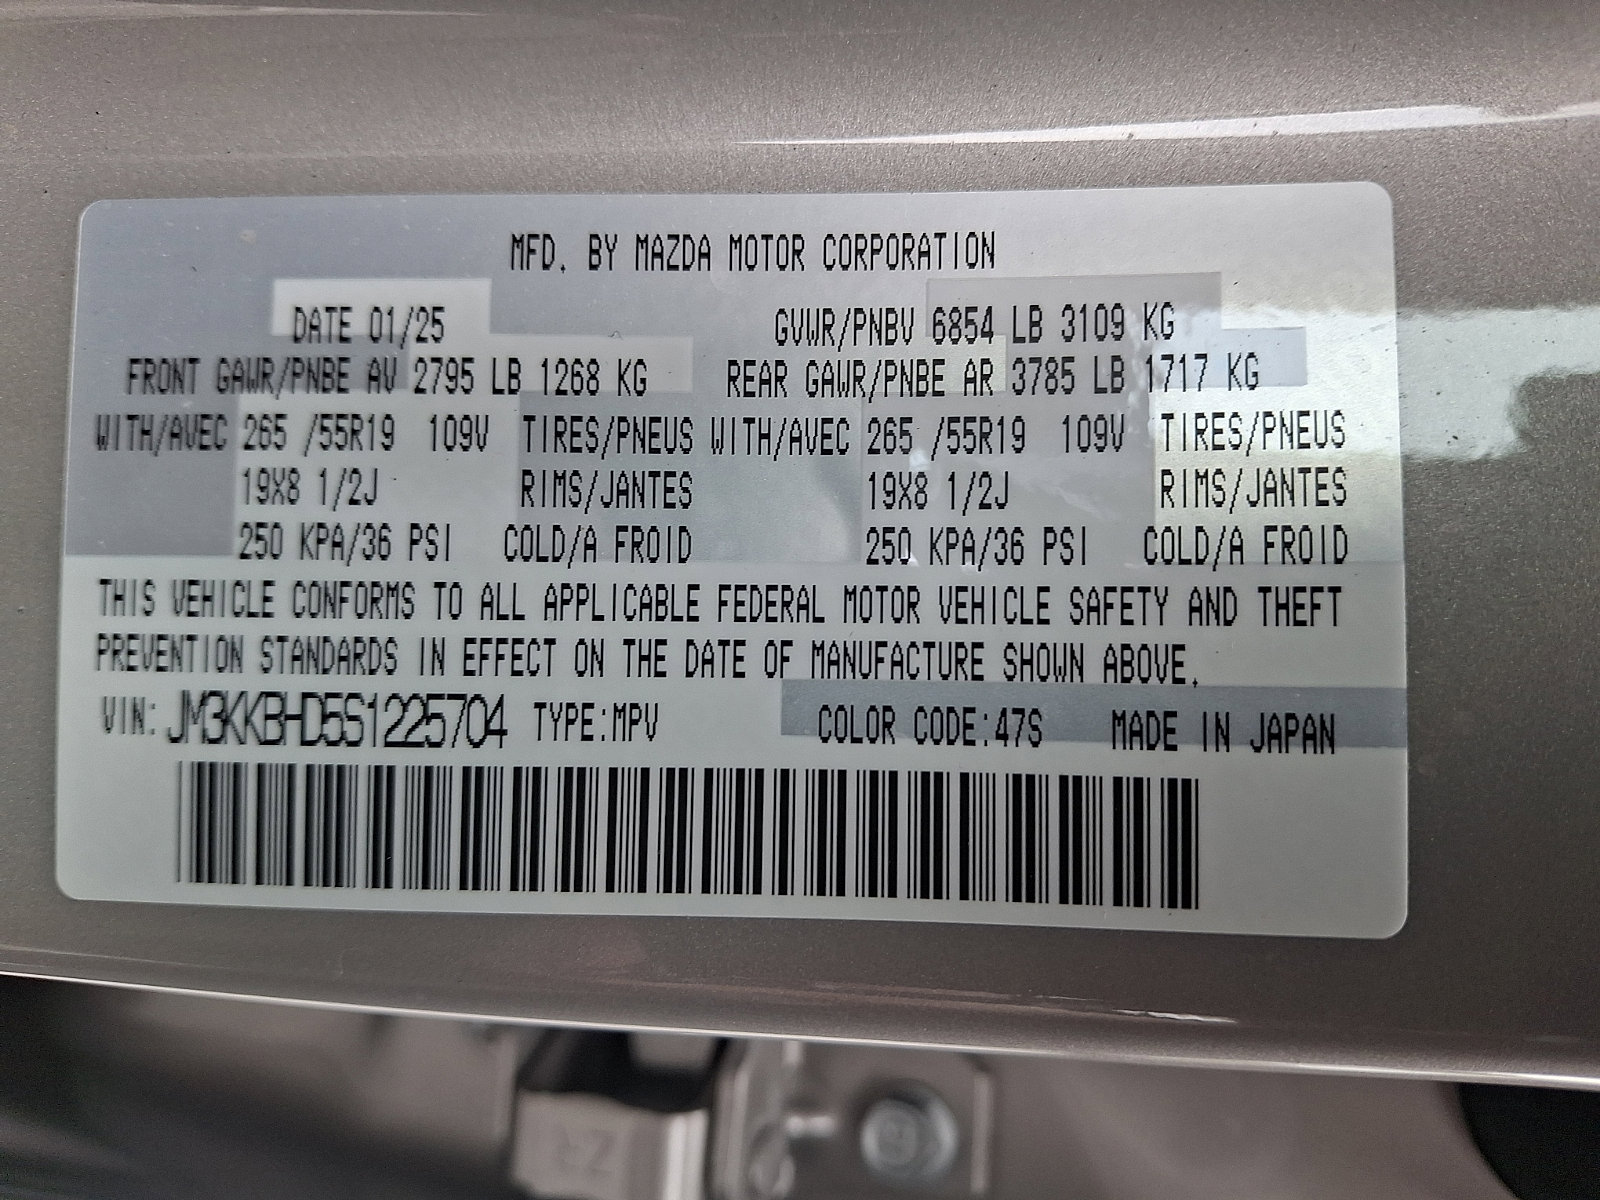 MFD. BY MAZDA MOTOR CORPORATION
DATE 01/25 GVWR/PNBV 6854 LB 3109 KG
FRONT GAWR/PNBE AV 2795 LB 1268 KG REAR GAWR/PNBE AR 3785 LB 1717 KG
WITH/AVEC 265 /55R19 109V TIRES/PNEUS WITH/AVEC 265 /55R19 109V TIRES/PNEUS
19X8 1/2J RIMS/JANTES 19X8 1/2J RIMS/JANTES
250 KPA/36 PSI COLD/A FROID 250 KPA/36 PSI COLD/A FROID
THIS VEHICLE CONFORMS TO ALL APPLICABLE FEDERAL MOTOR VEHICLE SAFETY AND THEFT
PREVENTION STANDARDS IN EFFECT ON THE DATE OF MANUFACTURE SHOWN ABOVE.
VIN: JM3KKBHD5S1225704 TYPE:MPV COLOR CODE:47S MADE IN JAPAN